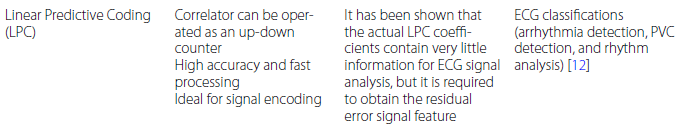 Linear Predictive Coding
(LPC)
Correlator can be oper-
ated as an up-down
counter
High accuracy and fast
processing
Ideal for signal encoding
It has been shown that
the actual LPC coeffi-
cients contain very little
information for ECG signal
analysis, but it is required
to obtain the residual
error signal feature
ECG classifications
(arrhythmia detection, PVC
detection, and rhythm
analysis) [12]